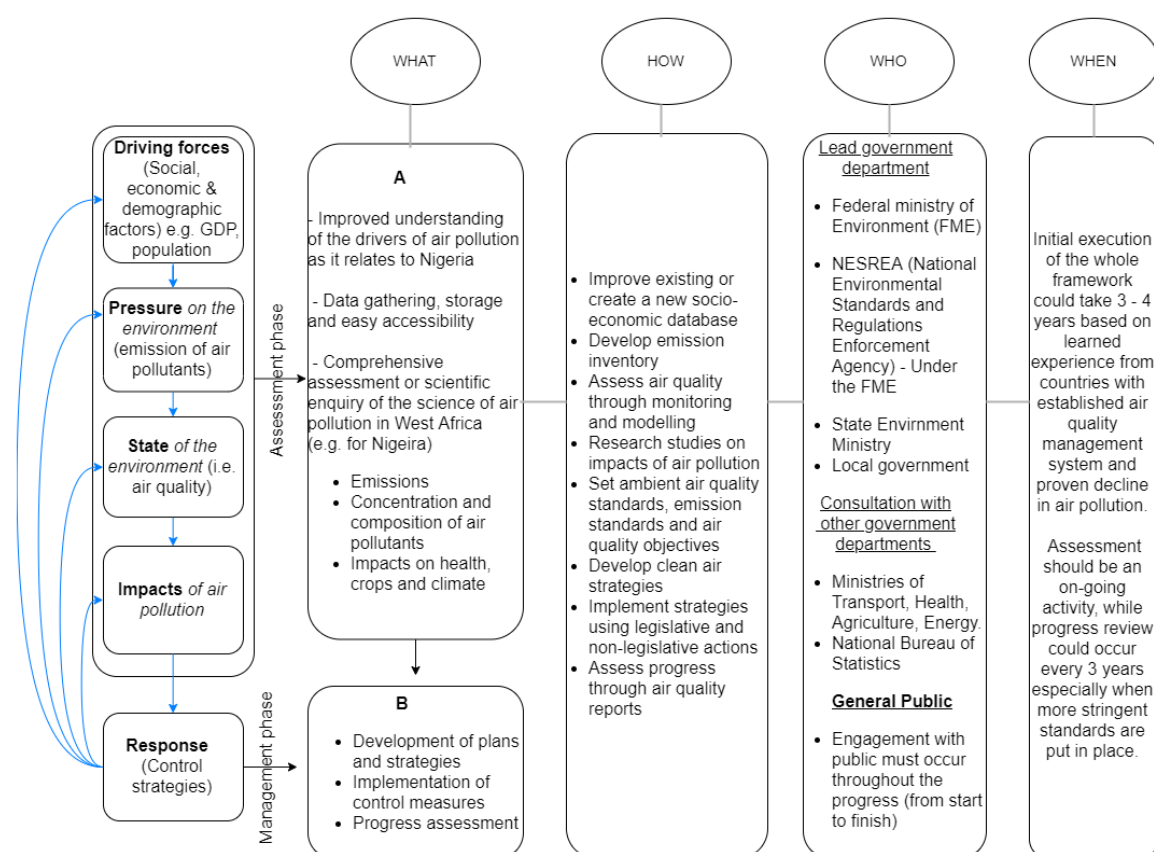 WHAT
HOW
WHO
WHEN
Driving forces
(Social,
economic &
demographic
factors) e.g. GDP,
population
Pressure on the
environment
(emission of air
pollutants)
State of the
environment (i.e.
air quality)
Impacts of air
pollution
Response
(Control
strategies)
Assesssment phase
Management phase
A
- Improved understanding
of the drivers of air pollution
as it relates to Nigeria
- Data gathering, storage
and easy accessibility
- Comprehensive
assessment or scientific
enquiry of the science of air
pollution in West Africa
(e.g. for Nigeira)
• Emissions
• Concentration and
composition of air
pollutants
• Impacts on health,
crops and climate
B
• Development of plans
and strategies
• Implementation of
control measures
• Progress assessment
• Improve existing or
create a new socio-
economic database
• Develop emission
inventory
• Assess air quality
through monitoring
and modelling
• Research studies on
impacts of air pollution
• Set ambient air quality
standards, emission
standards and air
quality objectives
• Develop clean air
strategies
• Implement strategies
using legislative and
non-legislative actions
• Assess progress
through air quality
reports
Lead government
department
• Federal ministry of
Environment (FME)
• NESREA (National
Environmental
Standards and
Regulations
Enforcement
Agency) - Under
the FME
• State Envirnment
Ministry
• Local government
Consultation with
other government
departments
• Ministries of
Transport, Health,
Agriculture, Energy.
• National Bureau of
Statistics
General Public
• Engagement with
public must occur
throughout the
progress (from start
to finish)
Initial execution
of the whole
framework
could take 3 - 4
years based on
learned
experience from
countries with
established air
quality
management
system and
proven decline
in air pollution.
Assessment
should be an
on-going
activity, while
progress review
could occur
every 3 years
especially when
more stringent
standards are
put in place.